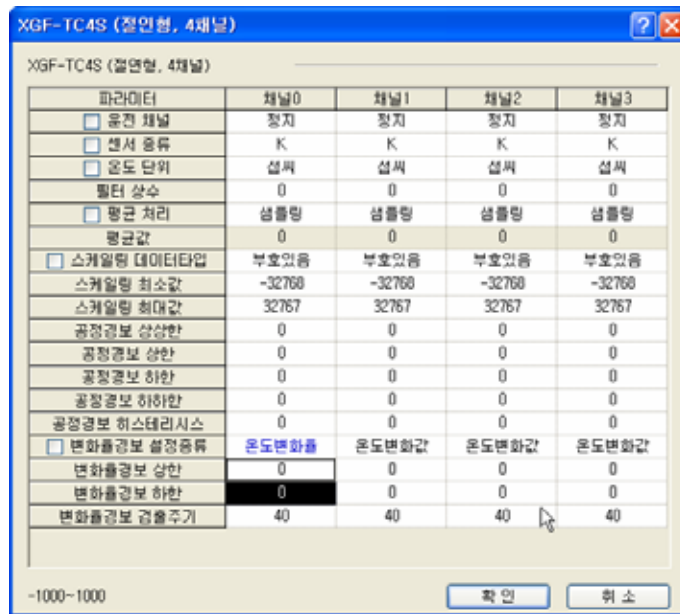 XGF-TC4S (절연형, 4채널)
XGF-TC4S (절연형, 4채널)
파라미터 채널0 채널1 채널2 채널3
운전 채널 정지 정지 정지 정지
센서 종류 K K K K
온도 단위 섭씨 섭씨 섭씨 섭씨
필터 상수 0 0 0 0
평균 처리 샘플링 샘플링 샘플링 샘플링
평균값 0 0 0 0
스케일링 데이터타입 부호있음 부호있음 부호있음 부호있음
스케일링 최소값 -32768 -32768 -32768 -32768
스케일링 최대값 32767 32767 32767 32767
공정경보 상상한 0 0 0 0
공정경보 상한 0 0 0 0
공정경보 하한 0 0 0 0
공정경보 하하한 0 0 0 0
공정경보 히스테리시스 0 0 0 0
변화율경보 설정종류 온도변화율 온도변화값 온도변화값 온도변화값
변화율경보 상한 0 0 0 0
변화율경보 하한 0 0 0 0
변화율경보 검출주기 40 40 40 40
-1000~1000 확인 취소